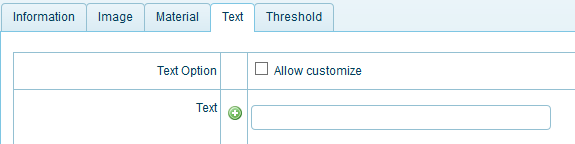 Information Image Material Text Threshold
Text Option Allow customize
Text